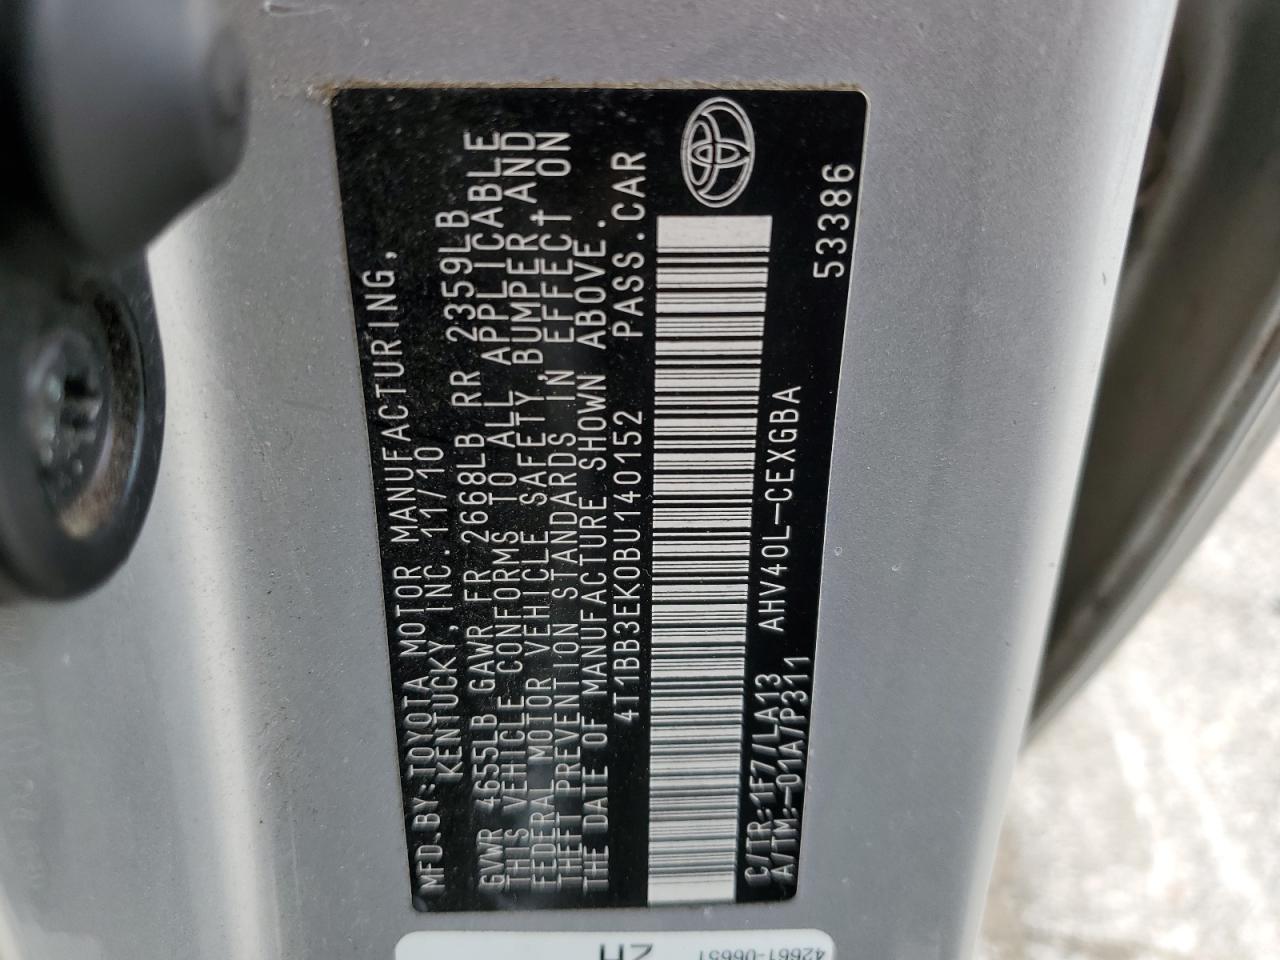 MFD. BY: TOYOTA MOTOR MANUFACTURING,
KENTUCKY, INC. 11/10
GVWR 4655LB GAWR FR 2668LB RR 2359LB
THIS VEHICLE CONFORMS TO ALL APPLICABLE
FEDERAL MOTOR VEHICLE SAFETY, BUMPER, AND
THEFT PREVENTION STANDARDS IN EFFECT ON
THE DATE OF MANUFACTURE SHOWN ABOVE.
4T1BB3EK0BU140152 PASS. CAR
C/TR: 1F7/LA13 AHV40L-CEXGBA
A/TM: -01A/P311 53386
42661-06651